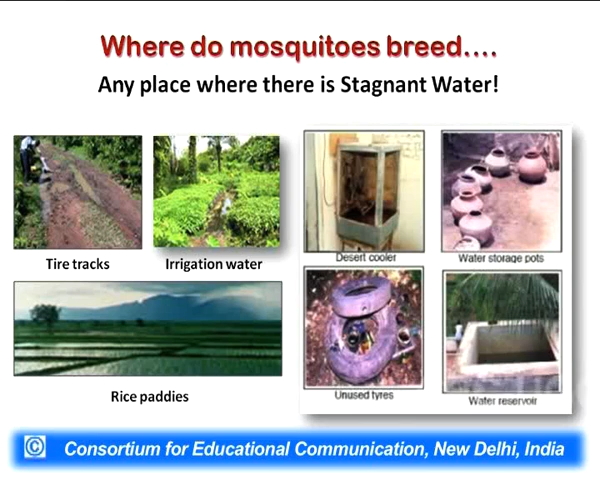 Where do mosquitoes breed....
Any place where there is Stagnant Water!
Tire tracks
Irrigation water
Desert cooler
Water storage pots
Rice paddies
Unused tyres
Water reservoir
© Consortium for Educational Communication, New Delhi, India